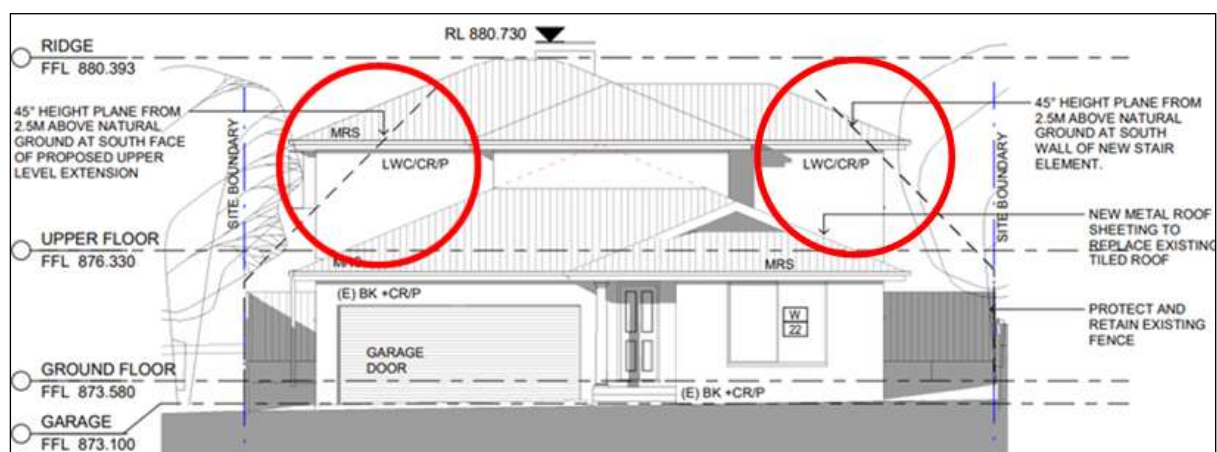 RL 880.730
RIDGE
FFL 880.393
45° HEIGHT PLANE FROM
2.5M ABOVE NATURAL
GROUND AT SOUTH FACE
OF PROPOSED UPPER
LEVEL EXTENSION
SITE BOUNDARY
MRS
LWC/CR/P
LWC/CR/P
45° HEIGHT PLANE FROM
2.5M ABOVE NATURAL
GROUND AT SOUTH
WALL OF NEW STAIR
ELEMENT.
SITE BOUNDARY
NEW METAL ROOF
SHEETING TO
REPLACE EXISTING
TILED ROOF
UPPER FLOOR
FFL 876.330
MRS
MRS
(E) BK +CR/P
W
22
PROTECT AND
RETAIN EXISTING
FENCE
GARAGE
DOOR
GROUND FLOOR
FFL 873.580
(E) BK +CR/P
GARAGE
FFL 873.100